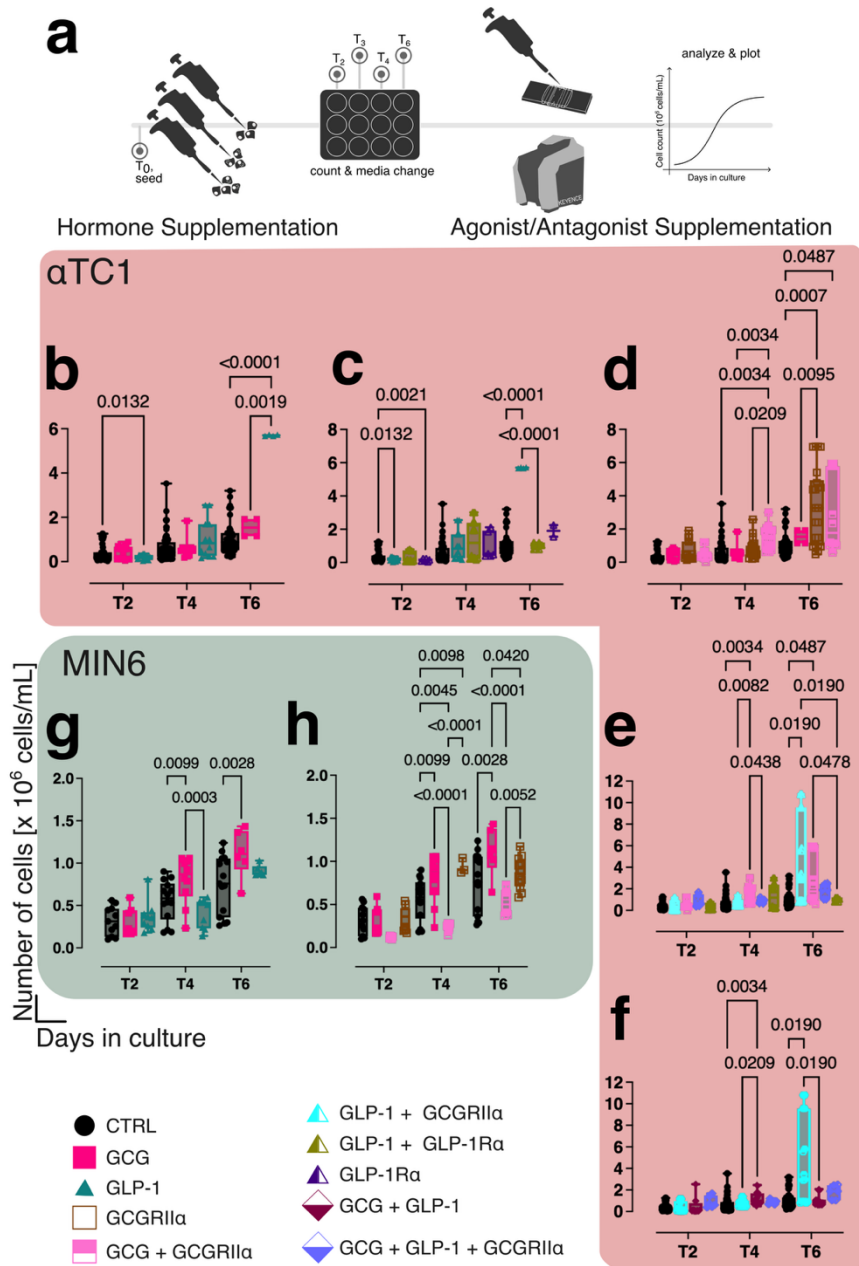 a
T0,
seed
T2
T3
T4
T6
count & media change
KEYENCE
analyze & plot
Cell count (10⁶ cells/mL)
Days in culture
Hormone Supplementation
Agonist/Antagonist Supplementation
αTC1
b
<0.0001
0.0132
0.0019
6
4
2
0
T2 T4 T6
c
0.0021
<0.0001
0.0132
<0.0001
8
6
4
2
0
T2 T4 T6
d
0.0487
0.0007
0.0034
0.0034
0.0095
0.0209
8
6
4
2
0
T2 T4 T6
MIN6
Number of cells [x 10⁶ cells/mL]
Days in culture
g
0.0099
0.0028
0.0003
2.0
1.5
1.0
0.5
0.0
T2 T4 T6
h
0.0098
0.0420
0.0045
<0.0001
<0.0001
0.0099
0.0028
<0.0001
0.0052
2.0
1.5
1.0
0.5
0.0
T2 T4 T6
e
0.0034
0.0487
0.0082
0.0190
0.0190
0.0438
0.0478
12
10
8
6
4
2
0
T2 T4 T6
f
0.0034
0.0190
0.0209
0.0190
12
10
8
6
4
2
0
T2 T4 T6
CTRL
GCG
GLP-1
GCGRIIα
GCG + GCGRIIα
GLP-1 + GCGRIIα
GLP-1 + GLP-1Rα
GLP-1Rα
GCG + GLP-1
GCG + GLP-1 + GCGRIIα